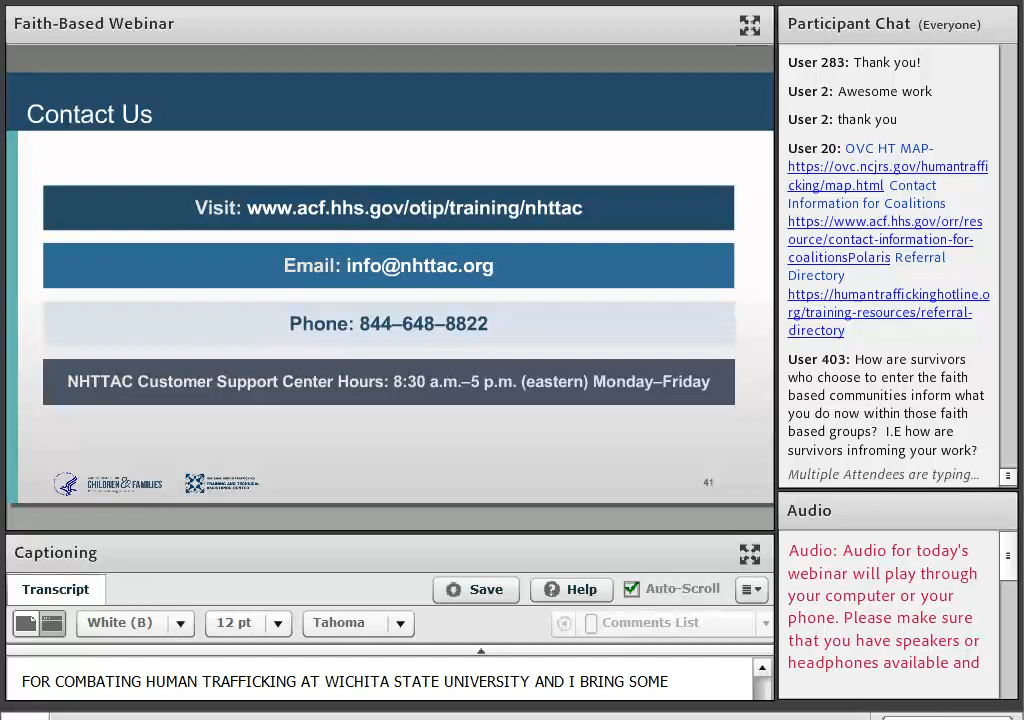 Faith-Based Webinar
Contact Us
Visit: www.acf.hhs.gov/otip/training/nhttac
Email: info@nhttac.org
Phone: 844–648–8822
NHTTAC Customer Support Center Hours: 8:30 a.m.–5 p.m. (eastern) Monday–Friday
CHILDREN & FAMILIES
41
Captioning
Transcript
Save
Help
Auto-Scroll
White (B)
12 pt
Tahoma
Comments List
FOR COMBATING HUMAN TRAFFICKING AT WICHITA STATE UNIVERSITY AND I BRING SOME
Participant Chat (Everyone)
User 283: Thank you!
User 2: Awesome work
User 2: thank you
User 20: OVC HT MAP-
https://ovc.ncjrs.gov/humantraffi
cking/map.html Contact
Information for Coalitions
https://www.acf.hhs.gov/orr/res
ource/contact-information-for-
coalitionsPolaris Referral
Directory
https://humantraffickinghotline.o
rg/training-resources/referral-
directory
User 403: How are survivors
who choose to enter the faith
based communities inform what
you do now within those faith
based groups? I.E how are
survivors infroming your work?
Multiple Attendees are typing...
Audio
Audio: Audio for today's
webinar will play through
your computer or your
phone. Please make sure
that you have speakers or
headphones available and